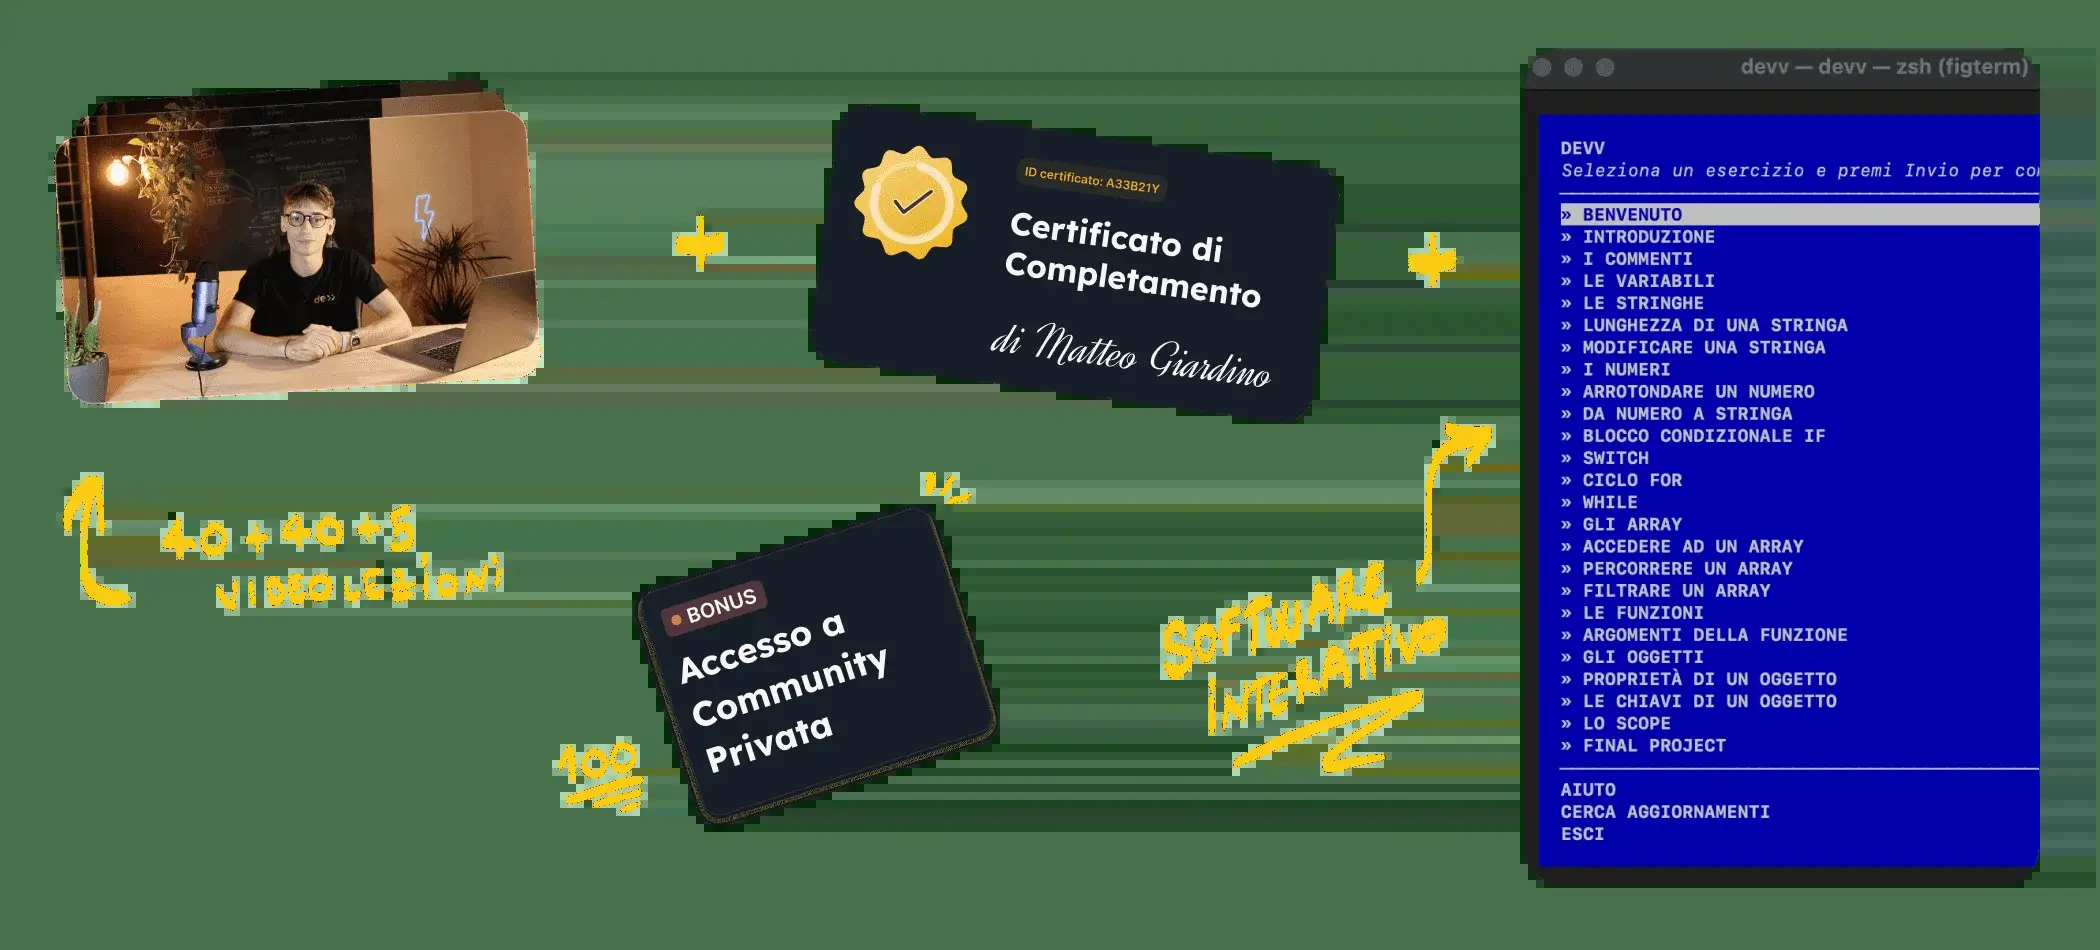 de>>
40+40+5
VIDEOLEZIONI
ID certificato: A33B21Y
Certificato di
Completamento
di Matteo Giardino
BONUS
Accesso a
Community
Privata
100
SOFTWARE
INTERATTIVO
devv — devv — zsh (figterm)
DEVV
Seleziona un esercizio e premi Invio per co
» BENVENUTO
» INTRODUZIONE
» I COMMENTI
» LE VARIABILI
» LE STRINGHE
» LUNGHEZZA DI UNA STRINGA
» MODIFICARE UNA STRINGA
» I NUMERI
» ARROTONDARE UN NUMERO
» DA NUMERO A STRINGA
» BLOCCO CONDIZIONALE IF
» SWITCH
» CICLO FOR
» WHILE
» GLI ARRAY
» ACCEDERE AD UN ARRAY
» PERCORRERE UN ARRAY
» FILTRARE UN ARRAY
» LE FUNZIONI
» ARGOMENTI DELLA FUNZIONE
» GLI OGGETTI
» PROPRIETÀ DI UN OGGETTO
» LE CHIAVI DI UN OGGETTO
» LO SCOPE
» FINAL PROJECT
AIUTO
CERCA AGGIORNAMENTI
ESCI